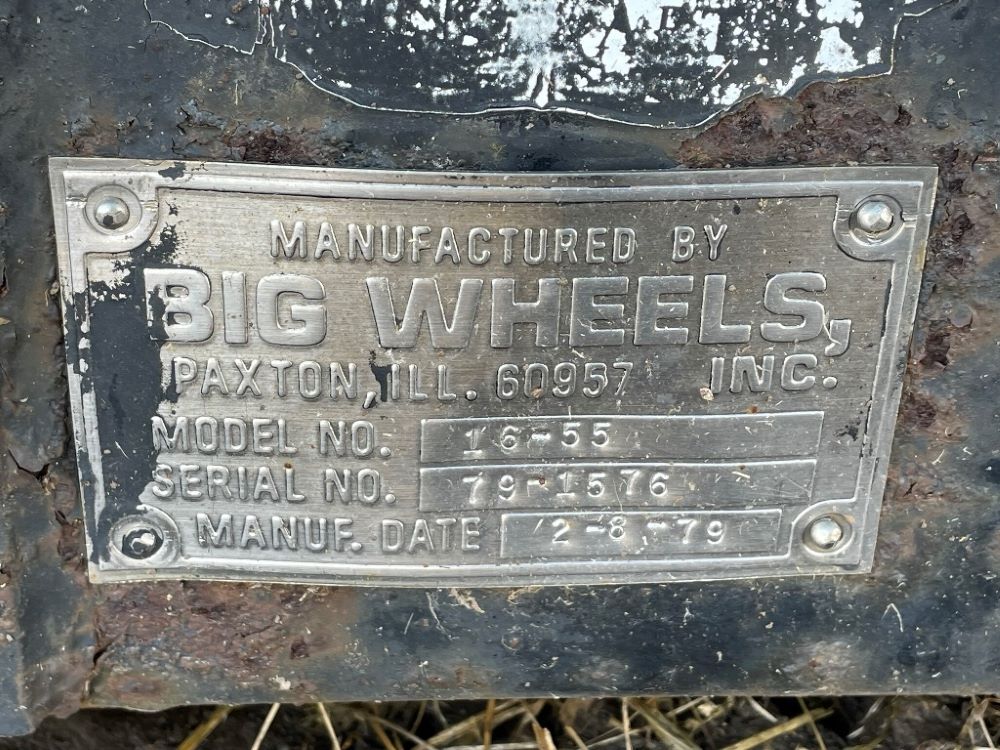 MANUFACTURED BY
BIG WHEELS,
PAXTON, ILL. 60957 INC.
MODEL NO. 16-55
SERIAL NO. 79-1576
MANUF. DATE 2-8-79